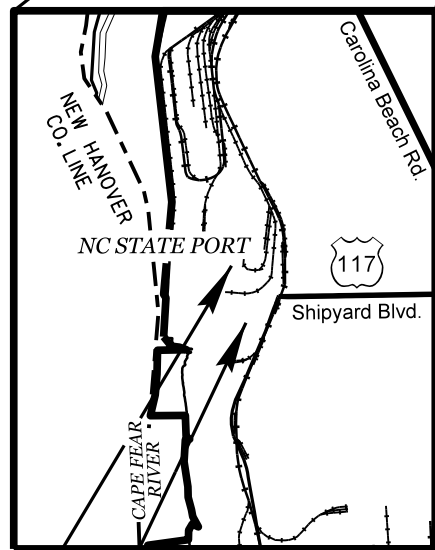 Carolina Beach Rd.
NEW HANOVER
CO. LINE
NC STATE PORT
117
Shipyard Blvd.
CAPE FEAR
RIVER